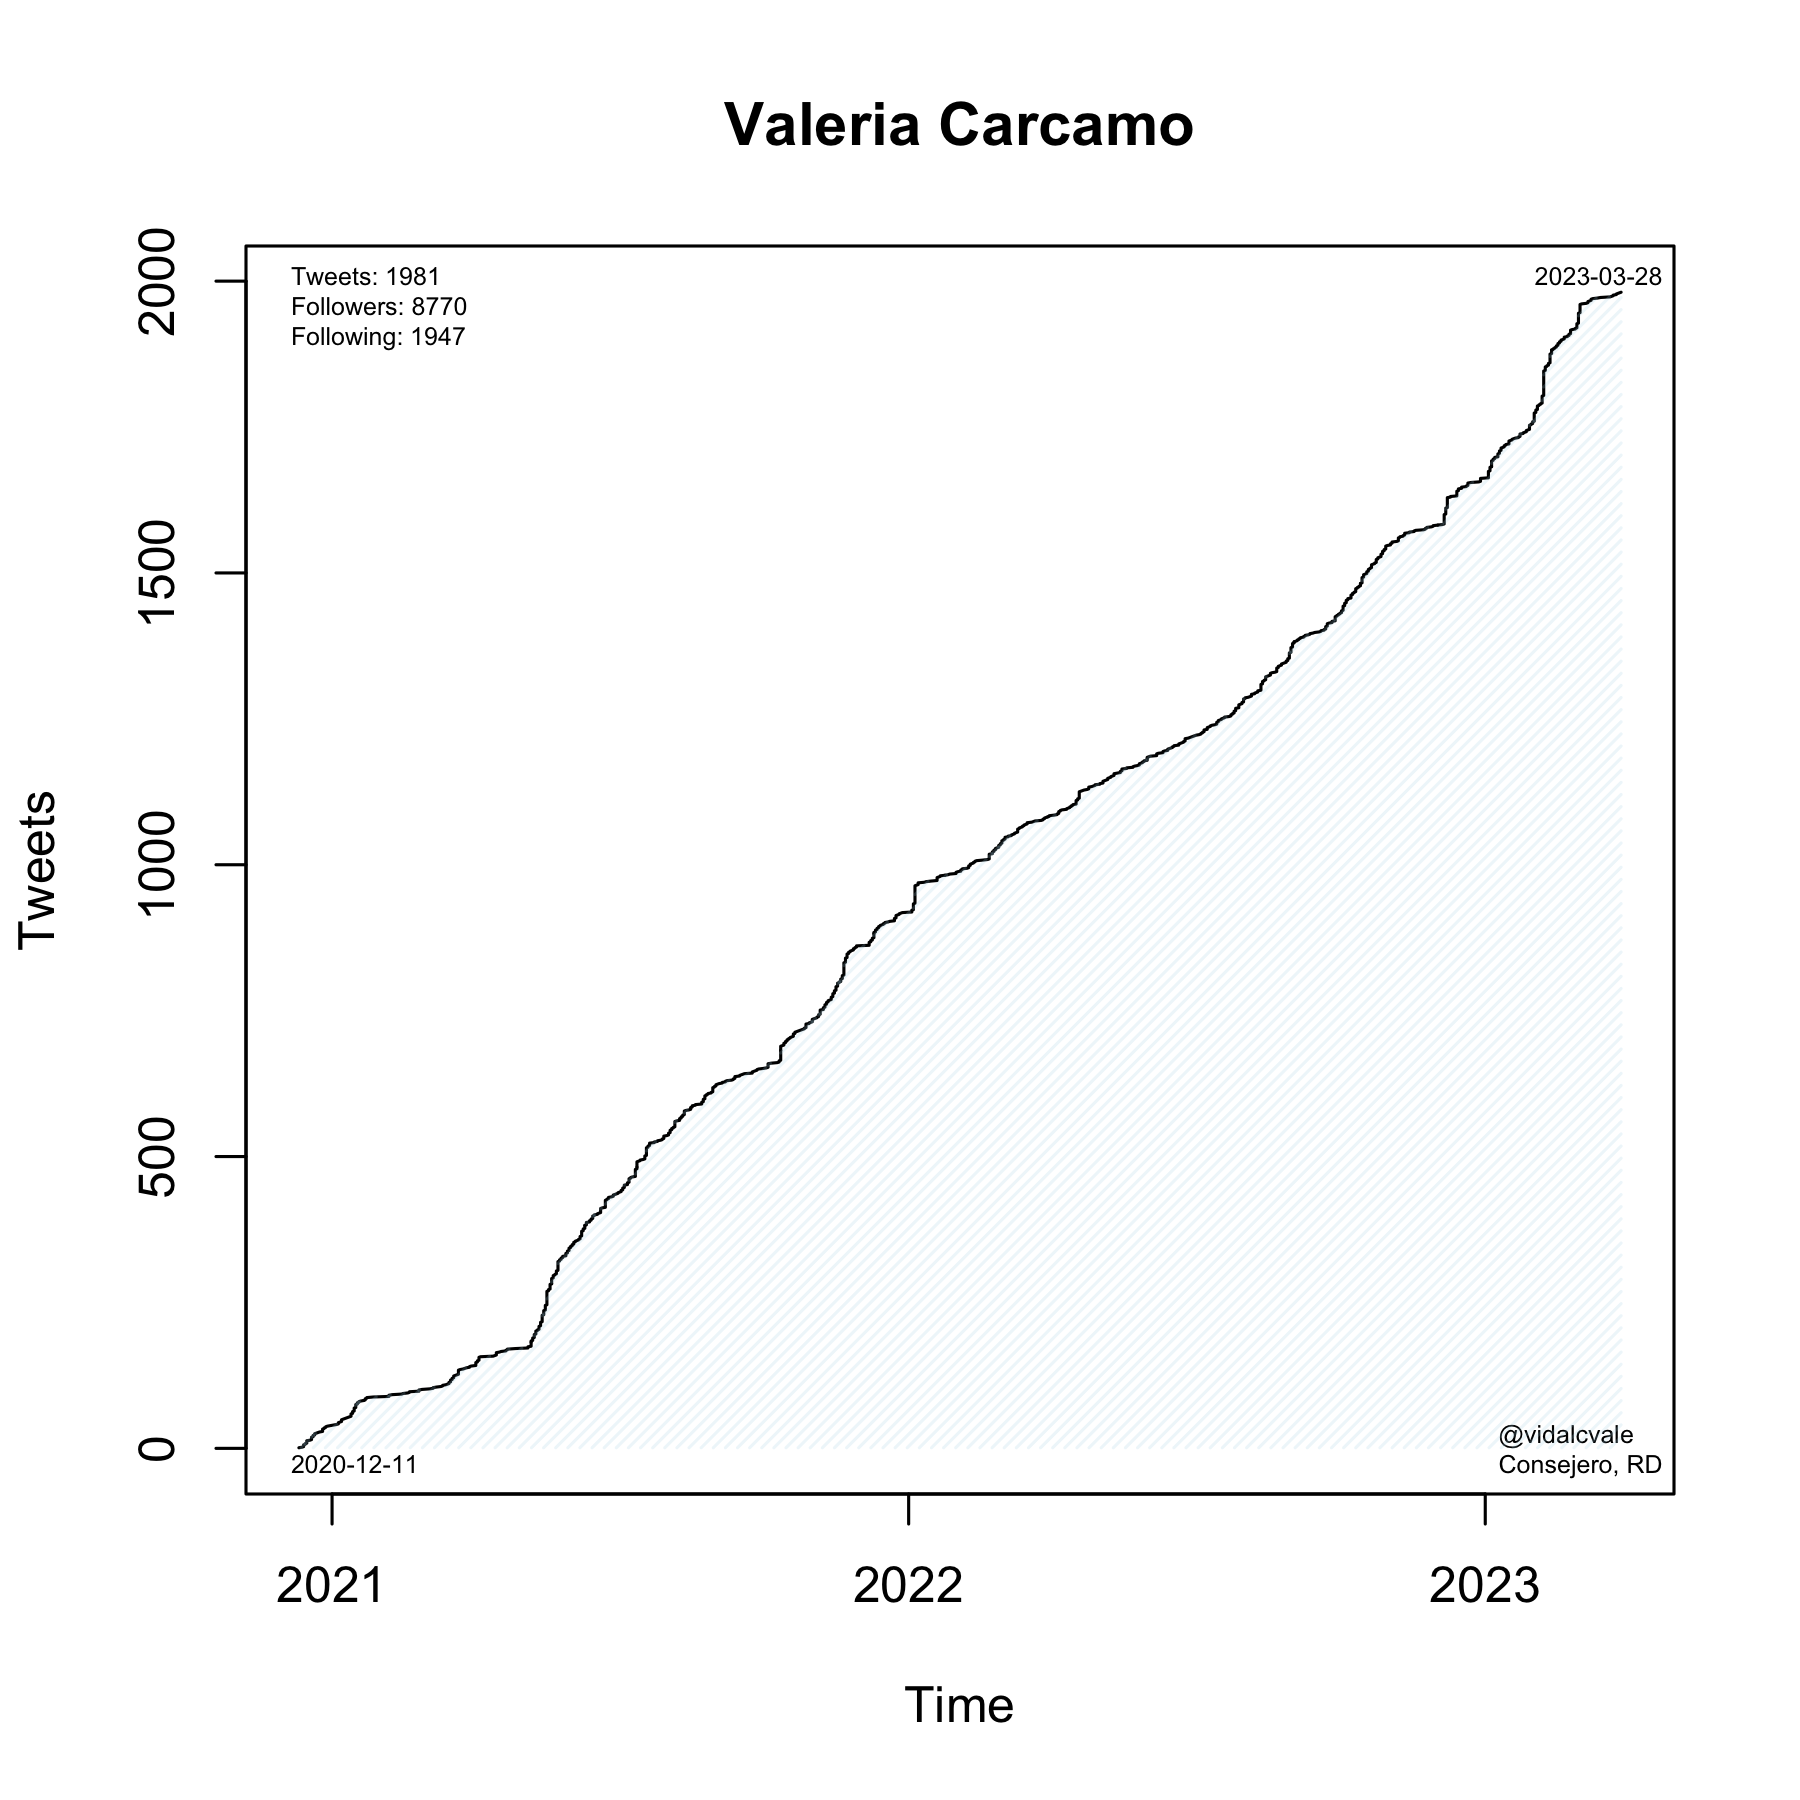 Valeria Carcamo
Tweets: 1981
Followers: 8770
Following: 1947
2023-03-28
2000
1500
1000
500
0
Tweets
2020-12-11
@vidalcvale
Consejero, RD
2021
2022
2023
Time